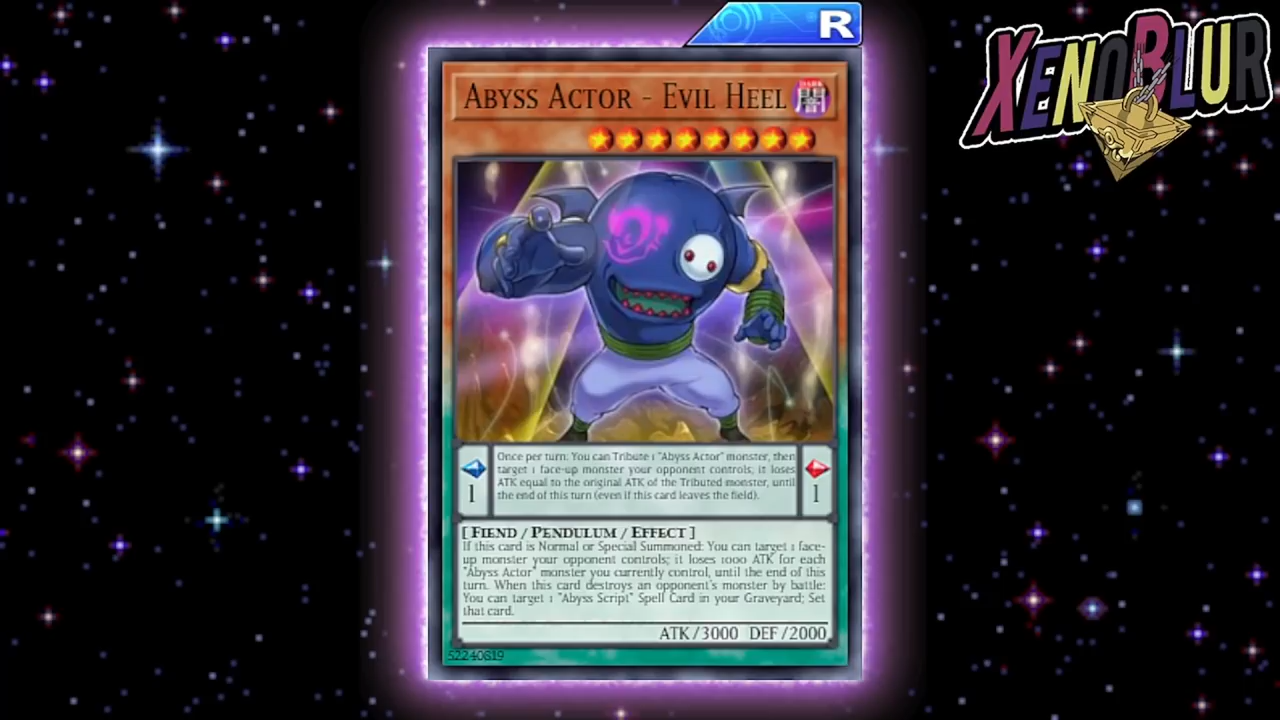 R
XENOBLUR
ABYSS ACTOR - EVIL HEEL
DARK
闇
Once per turn: You can Tribute 1 "Abyss Actor" monster, then
target 1 face-up monster your opponent controls; it loses
ATK equal to the original ATK of the Tributed monster, until
the end of this turn (even if this card leaves the field).
1
1
[ FIEND / PENDULUM / EFFECT ]
If this card is Normal or Special Summoned: You can target 1 face-
up monster your opponent controls; it loses 1000 ATK for each
"Abyss Actor" monster you currently control, until the end of this
turn. When this card destroys an opponent's monster by battle:
You can target 1 "Abyss Script" Spell Card in your Graveyard; Set
that card.
ATK/3000 DEF/2000
52240819